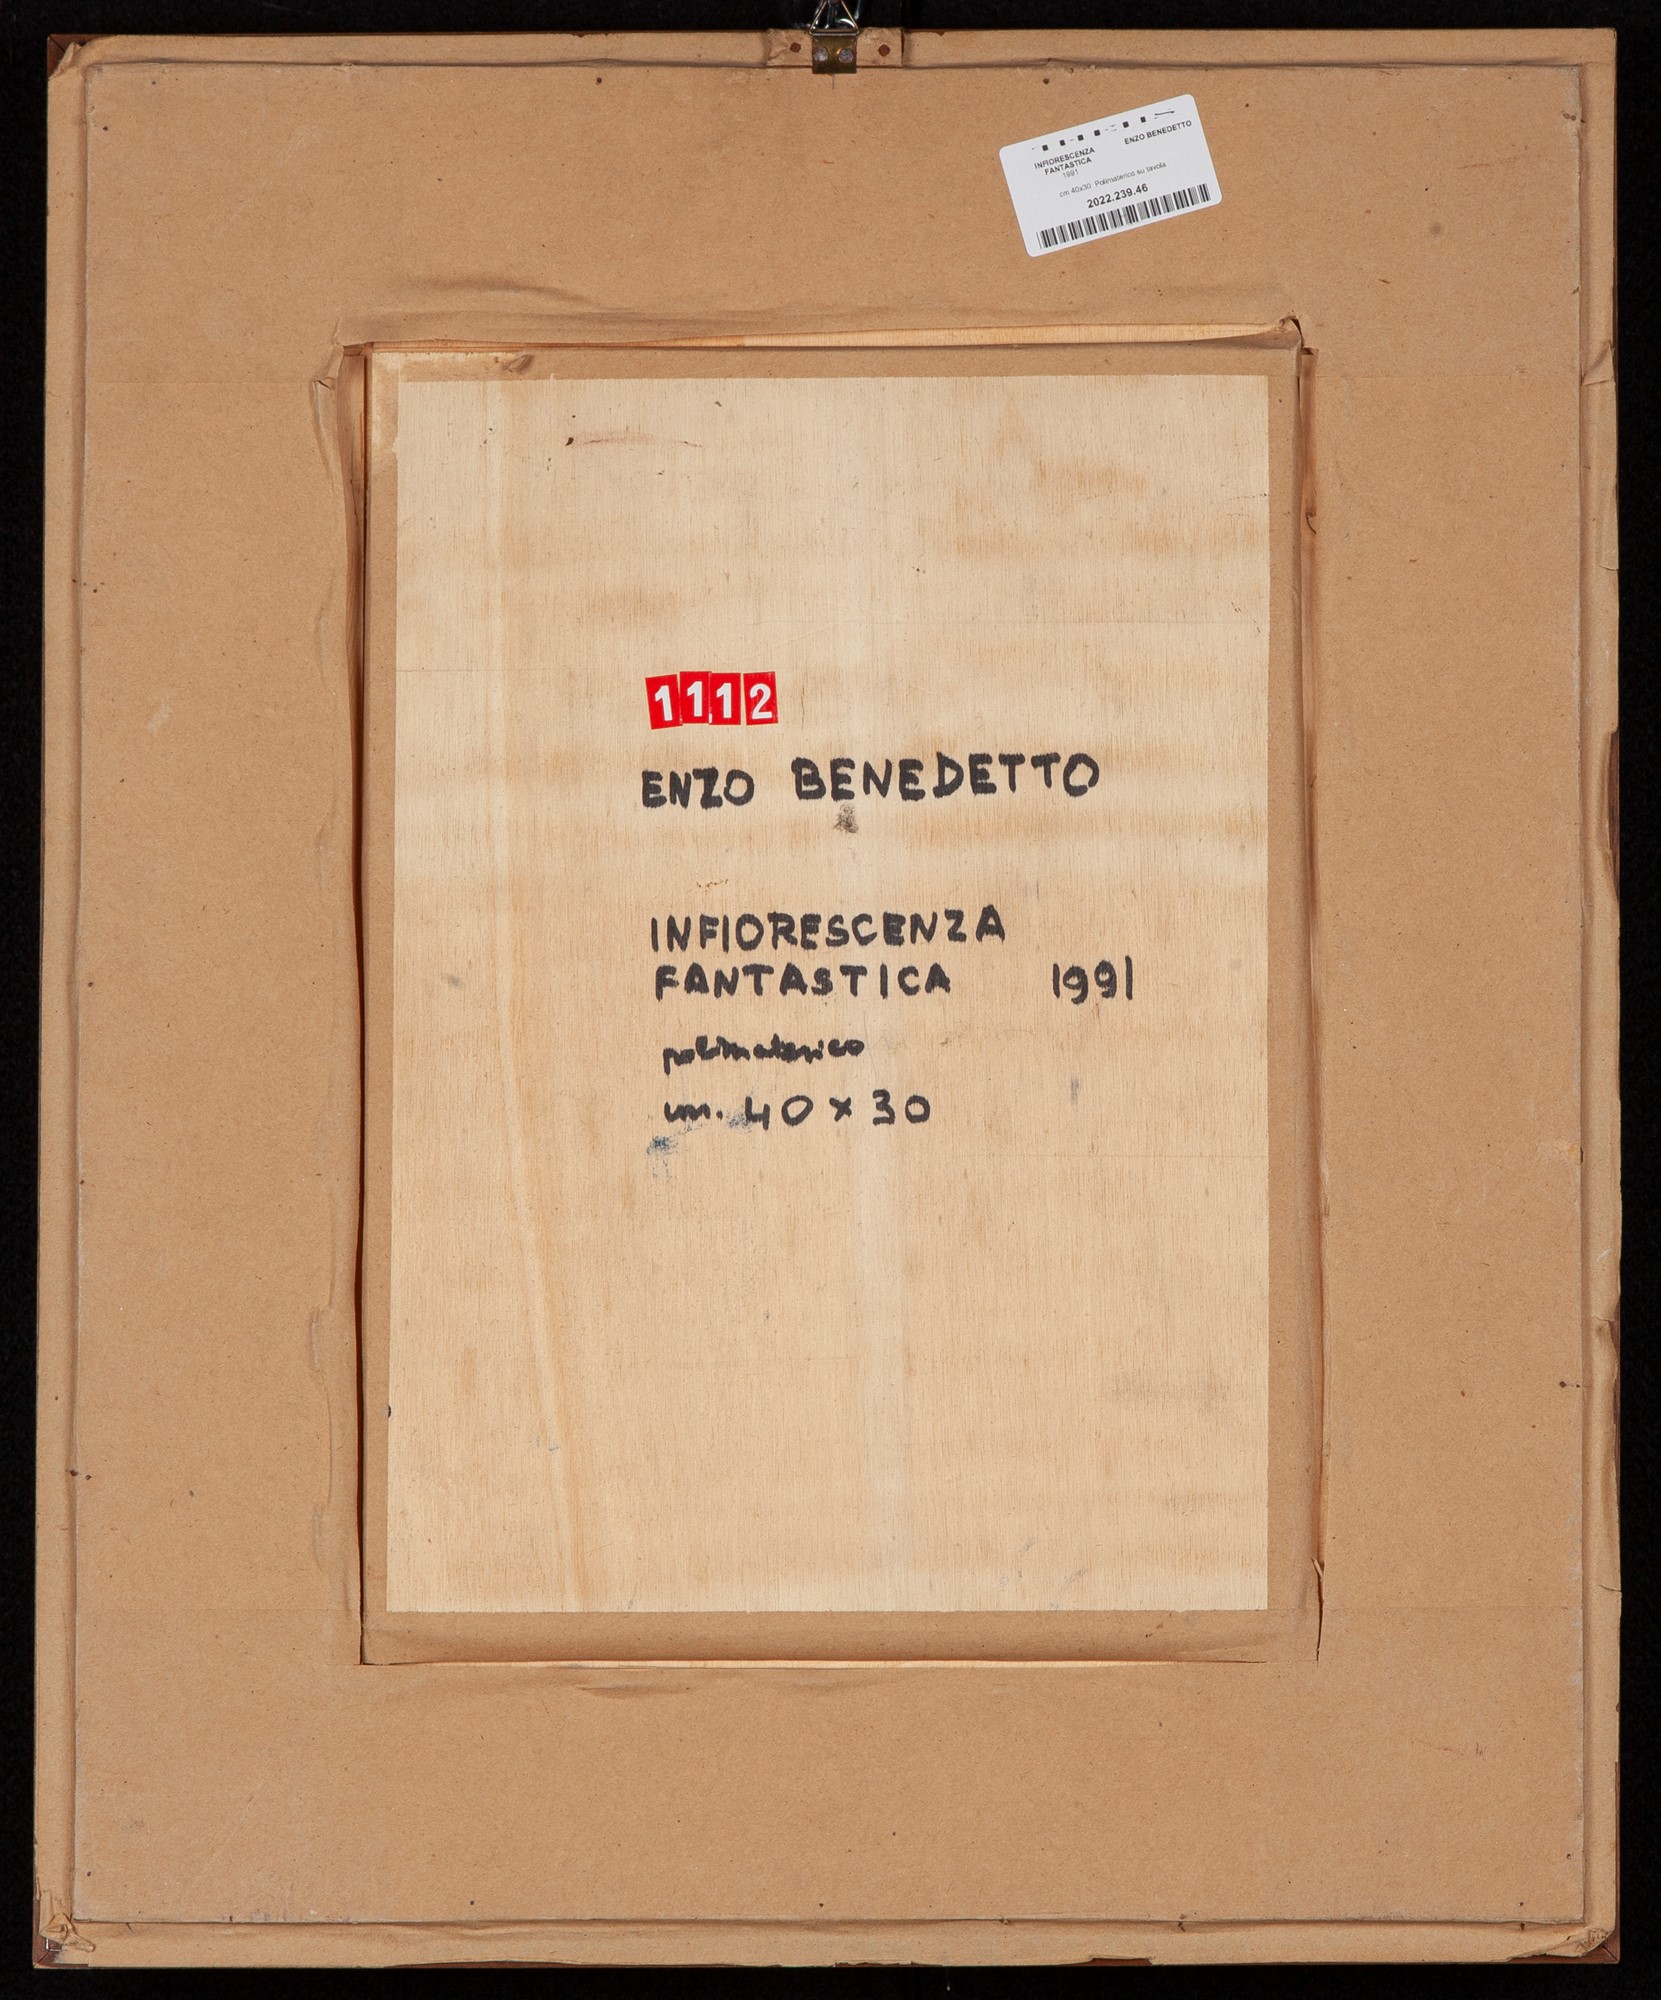 ENZO BENEDETTO
INFIORESCENZA
FANTASTICA
1991
cm 40x30 Polimaterico su tavola
2022.239.46
1112
ENZO BENEDETTO
INFIORESCENZA
FANTASTICA 1991
polimaterico
cm. 40 x 30